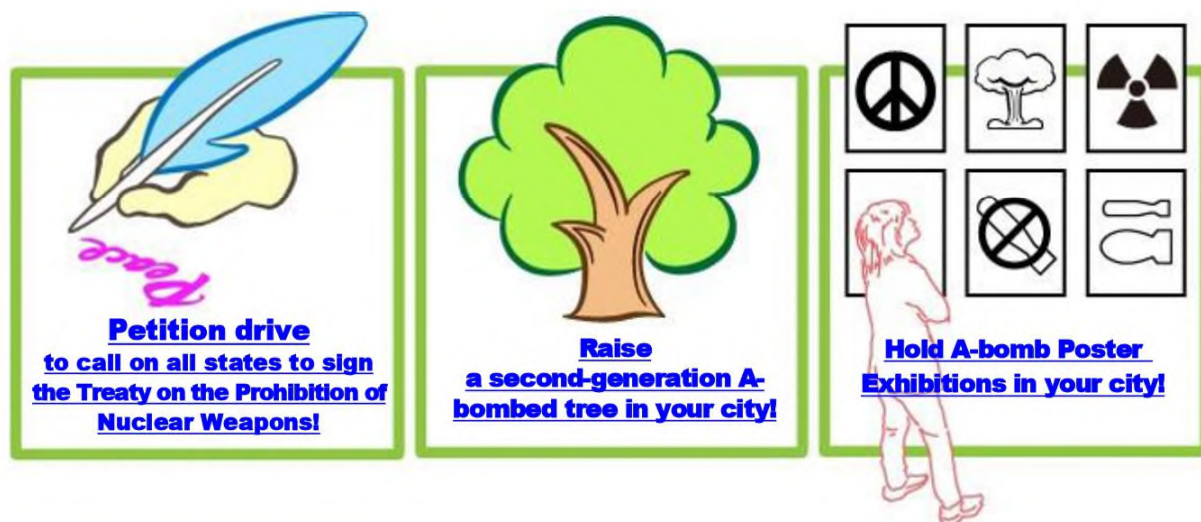 Peace
Petition drive
to call on all states to sign
the Treaty on the Prohibition of
Nuclear Weapons!
Raise
a second-generation A-
bombed tree in your city!
Hold A-bomb Poster
Exhibitions in your city!